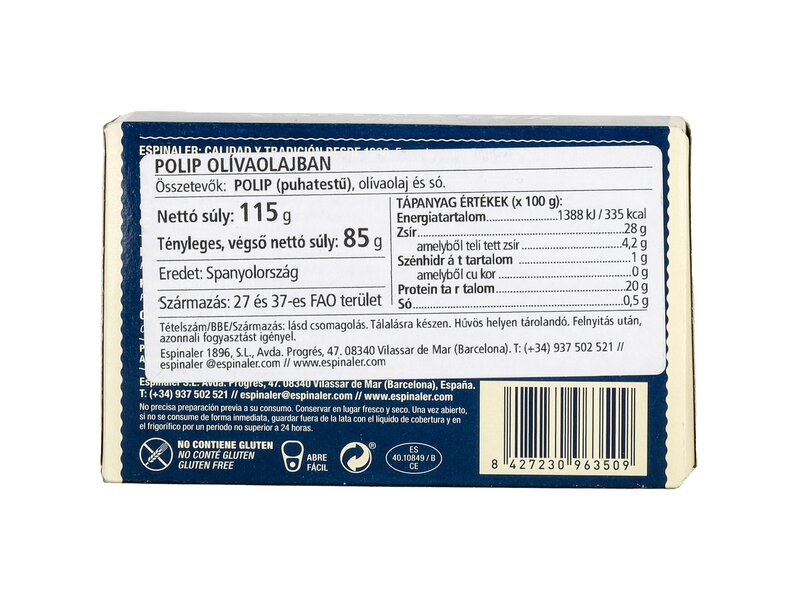 ESPINALER: CALIDAD Y TRADICIÓN DESDE
POLIP OLÍVAOLAJBAN
Összetevők: POLIP (puhatestű), olívaolaj és só.
Nettó súly: 115 g
Tényleges, végső nettó súly: 85 g
Eredet: Spanyolország
Származás: 27 és 37-es FAO terület
TÁPANYAG ÉRTÉKEK (x 100 g):
Energiatartalom....................1388 kJ / 335 kcal
Zsír....................28 g
amelyből teli tett zsír....................4,2 g
Szénhidr á t tartalom....................1 g
amelyből cu kor....................0 g
Protein ta r talom....................20 g
Só....................0,5 g
Tételszám/BBE/Származás: lásd csomagolás. Tálalásra készen. Hűvös helyen tárolandó. Felnyitás után,
azonnali fogyasztást igényel.
Espinaler 1896, S.L., Avda. Progrés, 47. 08340 Vilassar de Mar (Barcelona). T: (+34) 937 502 521 //
espinaler @espinaler.com // www.espinaler.com
Espinaler S.L. Avda. Progrés, 47. 08340 Vilassar de Mar (Barcelona), España.
T: (+34) 937 502 521 // espinaler@espinaler.com // www.espinaler.com
No precisa preparación previa a su consumo. Conservar en lugar fresco y seco. Una vez abierto,
si no se consume de forma inmediata, guardar fuera de la lata con el líquido de cobertura y en
el frigorífico por un periodo no superior a 24 horas.
NO CONTIENE GLUTEN
NO CONTÉ GLUTEN
GLUTEN FREE
ABRE
FÁCIL
ES
40.10849 / B
CE
8 427230 963509